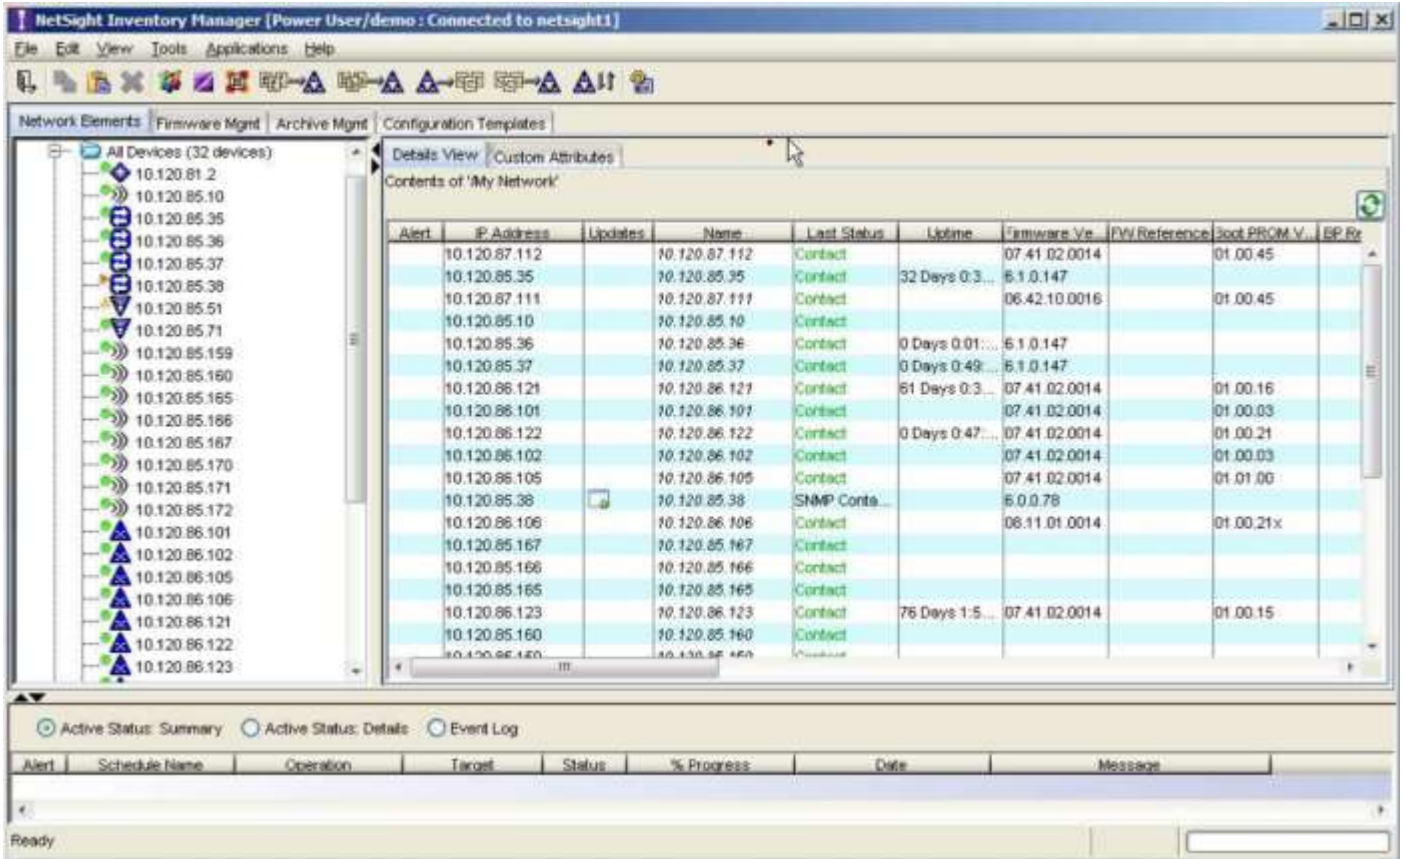 NetSight Inventory Manager [Power User/demo : Connected to netsight1]
File Edit View Tools Applications Help
Network Elements Firmware Mgmt Archive Mgmt Configuration Templates
All Devices (32 devices)
10.120.81.2
10.120.85.10
10.120.85.35
10.120.85.36
10.120.85.37
10.120.85.38
10.120.85.51
10.120.85.71
10.120.85.159
10.120.85.160
10.120.85.165
10.120.85.166
10.120.85.167
10.120.85.170
10.120.85.171
10.120.85.172
10.120.86.101
10.120.86.102
10.120.86.105
10.120.86.106
10.120.86.121
10.120.86.122
10.120.86.123
Details View Custom Attributes
Contents of '/My Network'
Alert IP Address Updates Name Last Status Uptime Firmware Ve... FW Reference Boot PROM V... BP Re
10.120.87.112 10.120.87.112 Contact 07.41.02.0014 01.00.45
10.120.85.35 10.120.85.35 Contact 32 Days 0:3... 6.1.0.147
10.120.87.111 10.120.87.111 Contact 06.42.10.0016 01.00.45
10.120.85.10 10.120.85.10 Contact
10.120.85.36 10.120.85.36 Contact 0 Days 0:01:... 6.1.0.147
10.120.85.37 10.120.85.37 Contact 0 Days 0:49:... 6.1.0.147
10.120.86.121 10.120.86.121 Contact 61 Days 0:3... 07.41.02.0014 01.00.16
10.120.86.101 10.120.86.101 Contact 07.41.02.0014 01.00.03
10.120.86.122 10.120.86.122 Contact 0 Days 0:47:... 07.41.02.0014 01.00.21
10.120.86.102 10.120.86.102 Contact 07.41.02.0014 01.00.03
10.120.86.105 10.120.86.105 Contact 07.41.02.0014 01.01.00
10.120.85.38 10.120.85.38 SNMP Conta... 6.0.0.78
10.120.86.106 10.120.86.106 Contact 08.11.01.0014 01.00.21x
10.120.85.167 10.120.85.167 Contact
10.120.85.166 10.120.85.166 Contact
10.120.85.165 10.120.85.165 Contact
10.120.86.123 10.120.86.123 Contact 76 Days 1:5... 07.41.02.0014 01.00.15
10.120.85.160 10.120.85.160 Contact
Active Status: Summary Active Status: Details Event Log
Alert Schedule Name Operation Target Status % Progress Date Message
Ready